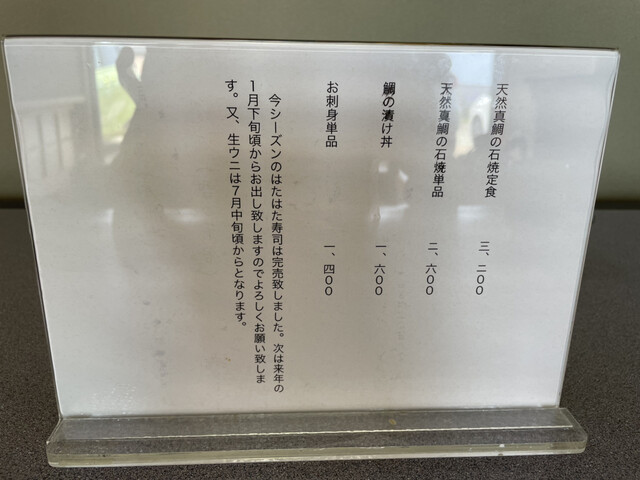 天然真鯛の石焼定食 三、二〇〇
天然真鯛の石焼単品 二、六〇〇
鯛の漬け丼 一、六〇〇
お刺身単品 一、四〇〇
今シーズンのはたはた寿司は完売致しました。次は来年の
1月下旬頃からお出し致しますのでよろしくお願い致しま
す。又、生ウニは7月中旬頃からとなります。